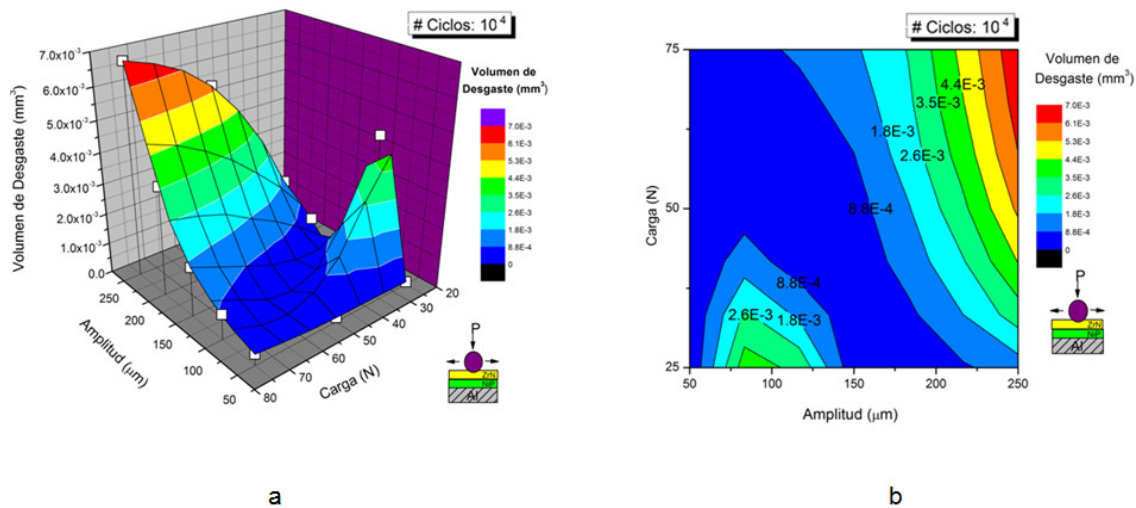 # Ciclos: 10⁴
Volumen de Desgaste (mm³)
7.0x10⁻³
6.0x10⁻³
5.0x10⁻³
4.0x10⁻³
3.0x10⁻³
2.0x10⁻³
1.0x10⁻³
0.0
250
200
150
100
50
Amplitud (μm)
80
70
60
50
40
30
20
Carga (N)
Volumen de
Desgaste (mm³)
7.0E-3
6.1E-3
5.3E-3
4.4E-3
3.5E-3
2.6E-3
1.8E-3
8.8E-4
0
P
ZrN
NiP
Al
a
# Ciclos: 10⁴
75
50
25
Carga (N)
4.4E-3
3.5E-3
1.8E-3
2.6E-3
8.8E-4
8.8E-4
2.6E-3
1.8E-3
50
100
150
200
250
Amplitud (μm)
Volumen de
Desgaste (mm³)
7.0E-3
6.1E-3
5.3E-3
4.4E-3
3.5E-3
2.6E-3
1.8E-3
8.8E-4
0
P
ZrN
NiP
Al
b